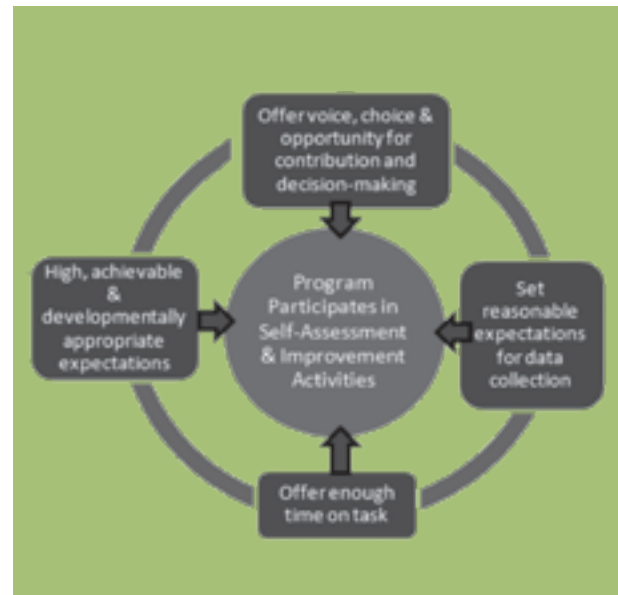 Offer voice, choice &
opportunity for
contribution and
decision-making
High, achievable
&
developmentally
appropriate
expectations
Program
Participates in
Self-Assessment
& Improvement
Activities
Set
reasonable
expectations
for data
collection
Offer enough
time on task